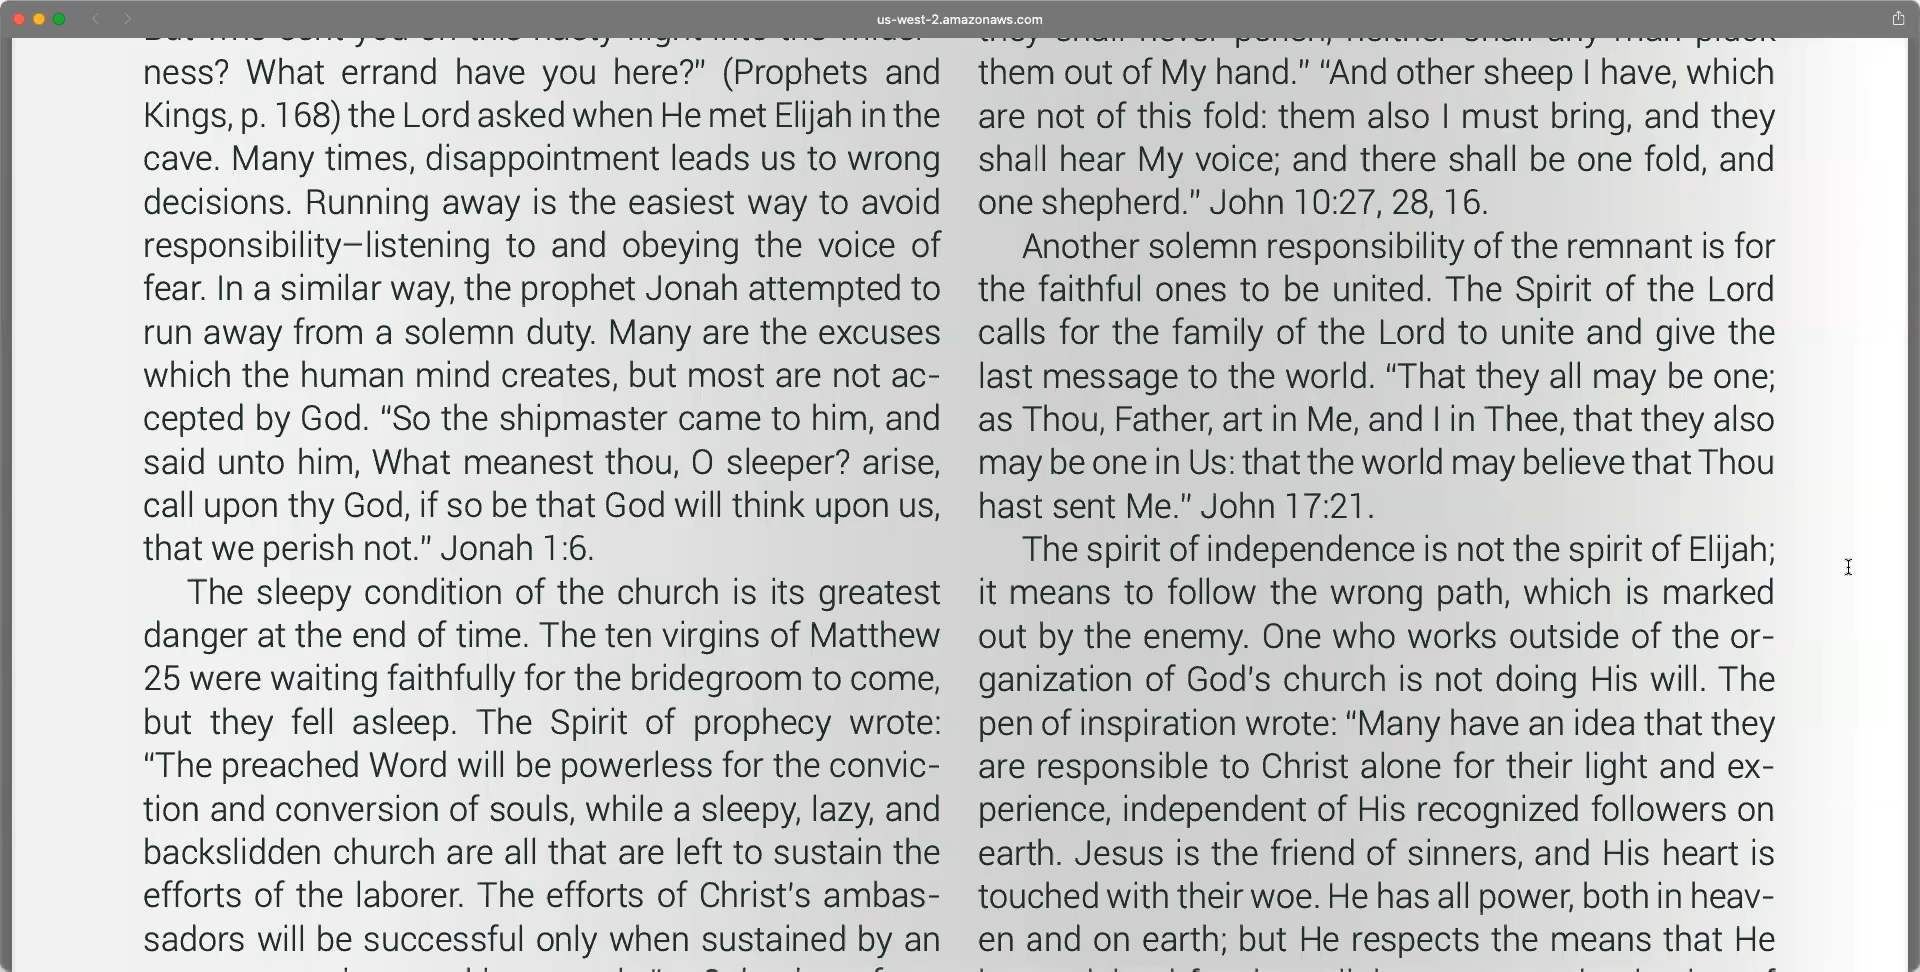 us-west-2.amazonaws.com
But who sent you on this hasty flight into the wilder-
ness? What errand have you here?” (Prophets and
Kings, p. 168) the Lord asked when He met Elijah in the
cave. Many times, disappointment leads us to wrong
decisions. Running away is the easiest way to avoid
responsibility—listening to and obeying the voice of
fear. In a similar way, the prophet Jonah attempted to
run away from a solemn duty. Many are the excuses
which the human mind creates, but most are not ac-
cepted by God. “So the shipmaster came to him, and
said unto him, What meanest thou, O sleeper? arise,
call upon thy God, if so be that God will think upon us,
that we perish not.” Jonah 1:6.
The sleepy condition of the church is its greatest
danger at the end of time. The ten virgins of Matthew
25 were waiting faithfully for the bridegroom to come,
but they fell asleep. The Spirit of prophecy wrote:
“The preached Word will be powerless for the convic-
tion and conversion of souls, while a sleepy, lazy, and
backslidden church are all that are left to sustain the
efforts of the laborer. The efforts of Christ’s ambas-
sadors will be successful only when sustained by an
they shall never perish, neither shall any man pluck
them out of My hand.” “And other sheep I have, which
are not of this fold: them also I must bring, and they
shall hear My voice; and there shall be one fold, and
one shepherd.” John 10:27, 28, 16.
Another solemn responsibility of the remnant is for
the faithful ones to be united. The Spirit of the Lord
calls for the family of the Lord to unite and give the
last message to the world. “That they all may be one;
as Thou, Father, art in Me, and I in Thee, that they also
may be one in Us: that the world may believe that Thou
hast sent Me.” John 17:21.
The spirit of independence is not the spirit of Elijah;
it means to follow the wrong path, which is marked
out by the enemy. One who works outside of the or-
ganization of God’s church is not doing His will. The
pen of inspiration wrote: “Many have an idea that they
are responsible to Christ alone for their light and ex-
perience, independent of His recognized followers on
earth. Jesus is the friend of sinners, and His heart is
touched with their woe. He has all power, both in heav-
en and on earth; but He respects the means that He